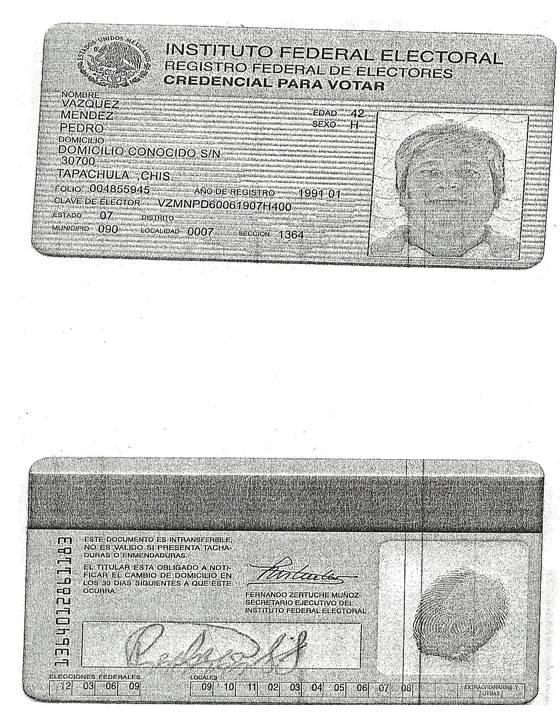 ESTADOS UNIDOS MEXICANOS
INSTITUTO FEDERAL ELECTORAL
REGISTRO FEDERAL DE ELECTORES
CREDENCIAL PARA VOTAR
NOMBRE
VAZQUEZ
MENDEZ
PEDRO
EDAD 42
SEXO H
DOMICILIO
DOMICILIO CONOCIDO S/N
30700
TAPACHULA ,CHIS.
FOLIO 004855945 AÑO DE REGISTRO 1991 01
CLAVE DE ELECTOR VZMNPD60061907H400
ESTADO 07 DISTRITO
MUNICIPIO 090 LOCALIDAD 0007 SECCION 1364
ESTE DOCUMENTO ES INTRANSFERIBLE,
NO ES VALIDO SI PRESENTA TACHA-
DURAS O ENMENDADURAS.
EL TITULAR ESTA OBLIGADO A NOTI-
FICAR EL CAMBIO DE DOMICILIO EN
LOS 30 DIAS SIGUIENTES A QUE ESTE
OCURRA.
FERNANDO ZERTUCHE MUÑOZ
SECRETARIO EJECUTIVO DEL
INSTITUTO FEDERAL ELECTORAL
ELECCIONES FEDERALES LOCALES
12 03 06 09 09 10 11 02 03 04 05 06 07 08
EXTRAORDINARIAS Y
OTRAS